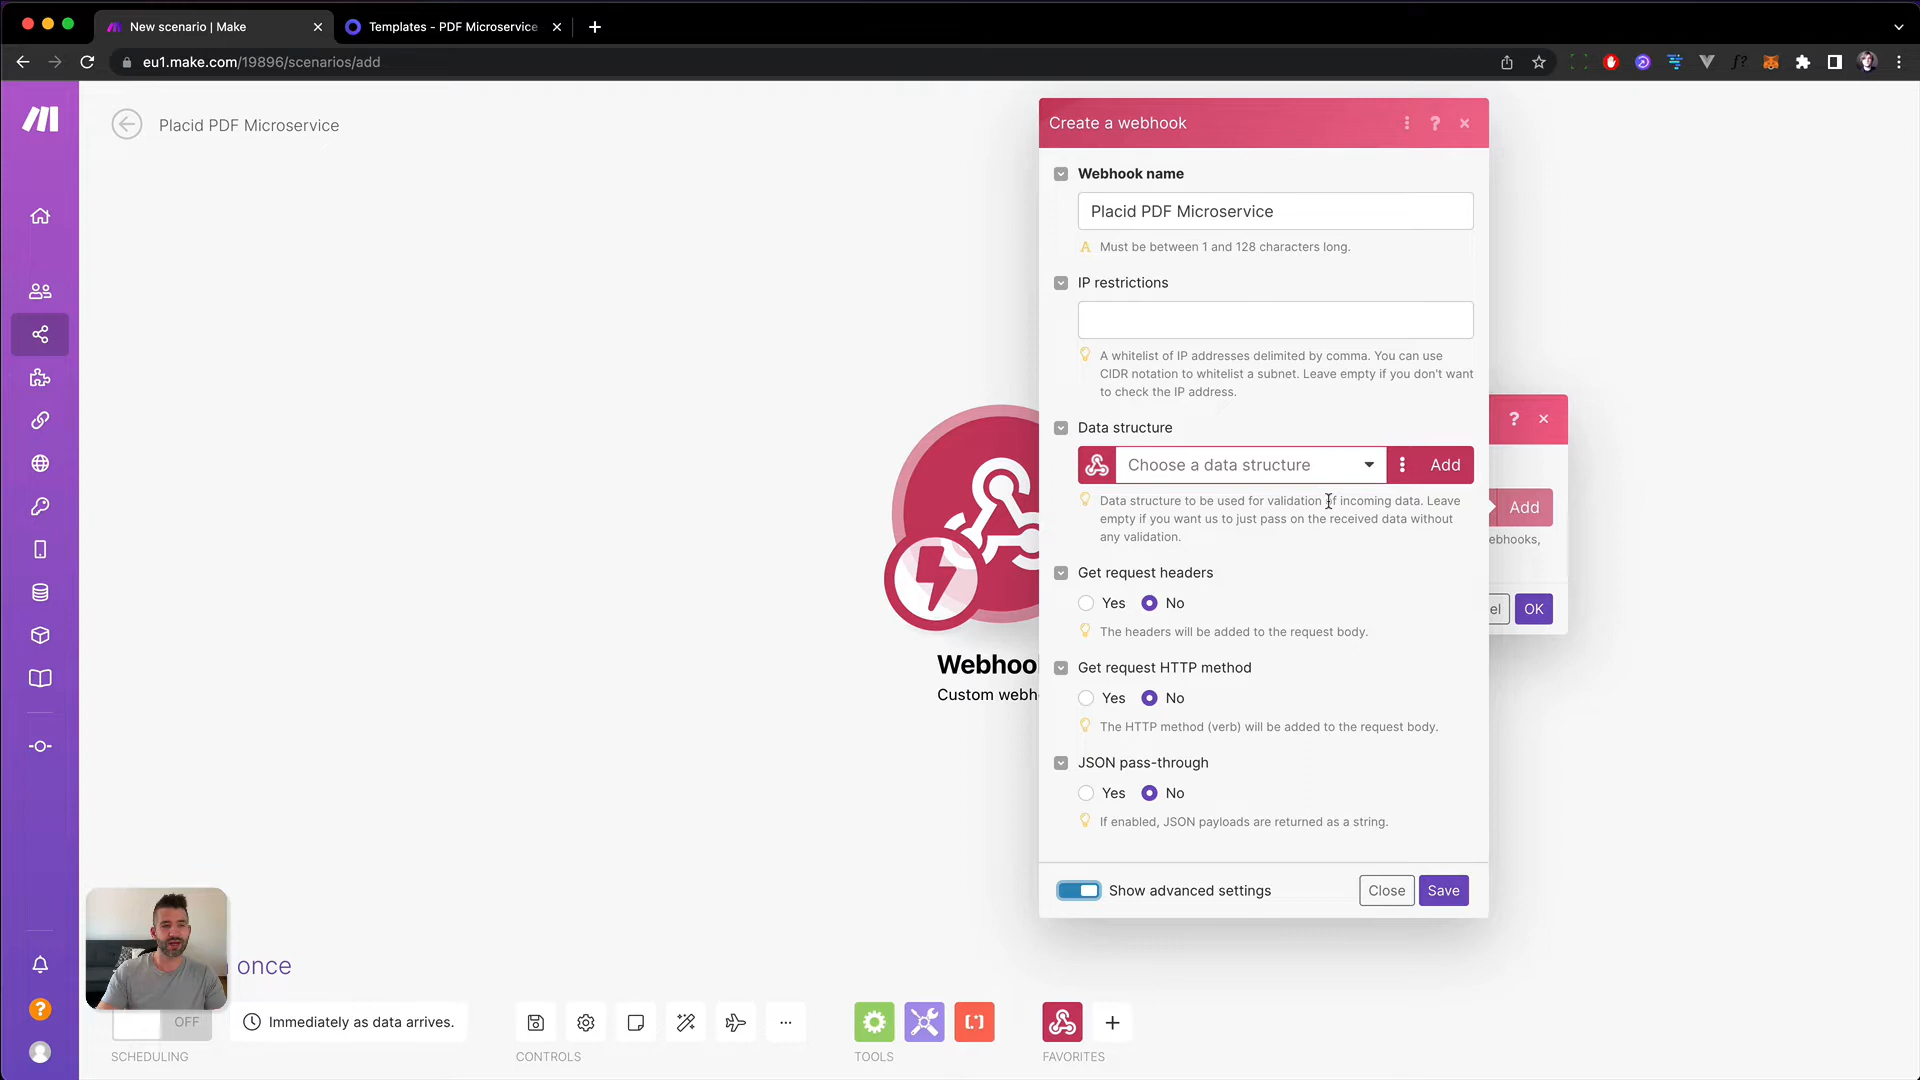 New scenario | Make
Templates - PDF Microservice
eu1.make.com/19896/scenarios/add
Placid PDF Microservice
Create a webhook
Webhook name
Placid PDF Microservice
A Must be between 1 and 128 characters long.
IP restrictions
A whitelist of IP addresses delimited by comma. You can use
CIDR notation to whitelist a subnet. Leave empty if you don't want
to check the IP address.
Data structure
Choose a data structure
Add
Data structure to be used for validation of incoming data. Leave
empty if you want us to just pass on the received data without
any validation.
Add
ebhooks,
Get request headers
Yes No
The headers will be added to the request body.
el OK
Get request HTTP method
Yes No
The HTTP method (verb) will be added to the request body.
Webhoo
Custom webh
JSON pass-through
Yes No
If enabled, JSON payloads are returned as a string.
Show advanced settings
Close
Save
once
OFF
Immediately as data arrives.
SCHEDULING
CONTROLS
TOOLS
FAVORITES